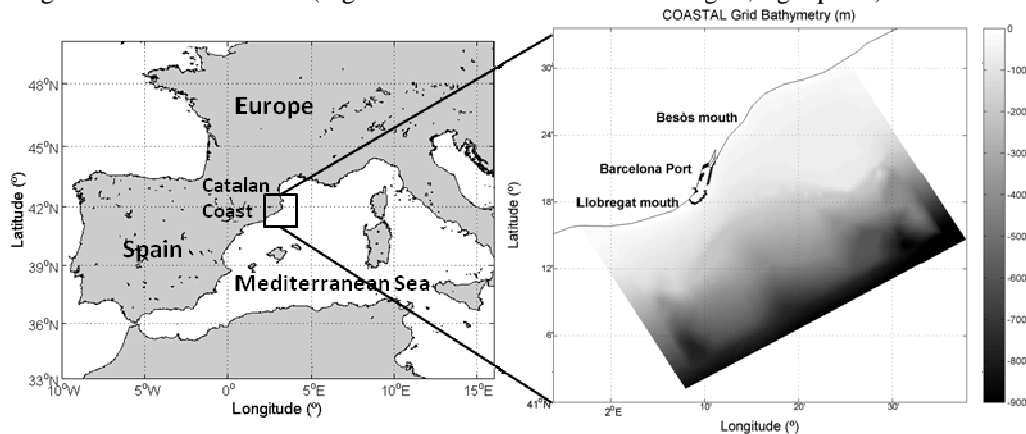 COASTAL Grid Bathymetry (m)
48°N
45°N
42°N
39°N
36°N
33°N
10°W
5°W
0°
5°E
10°E
15°E
Latitude (º)
Longitude (º)
Europe
Catalan
Coast
Spain
Mediterranean Sea
30'
24'
18'
12'
6'
41°N
2°E
10'
20'
30'
Latitude (º)
Longitude (º)
Besòs mouth
Barcelona Port
Llobregat mouth
0
-100
-200
-300
-400
-500
-600
-700
-800
-900